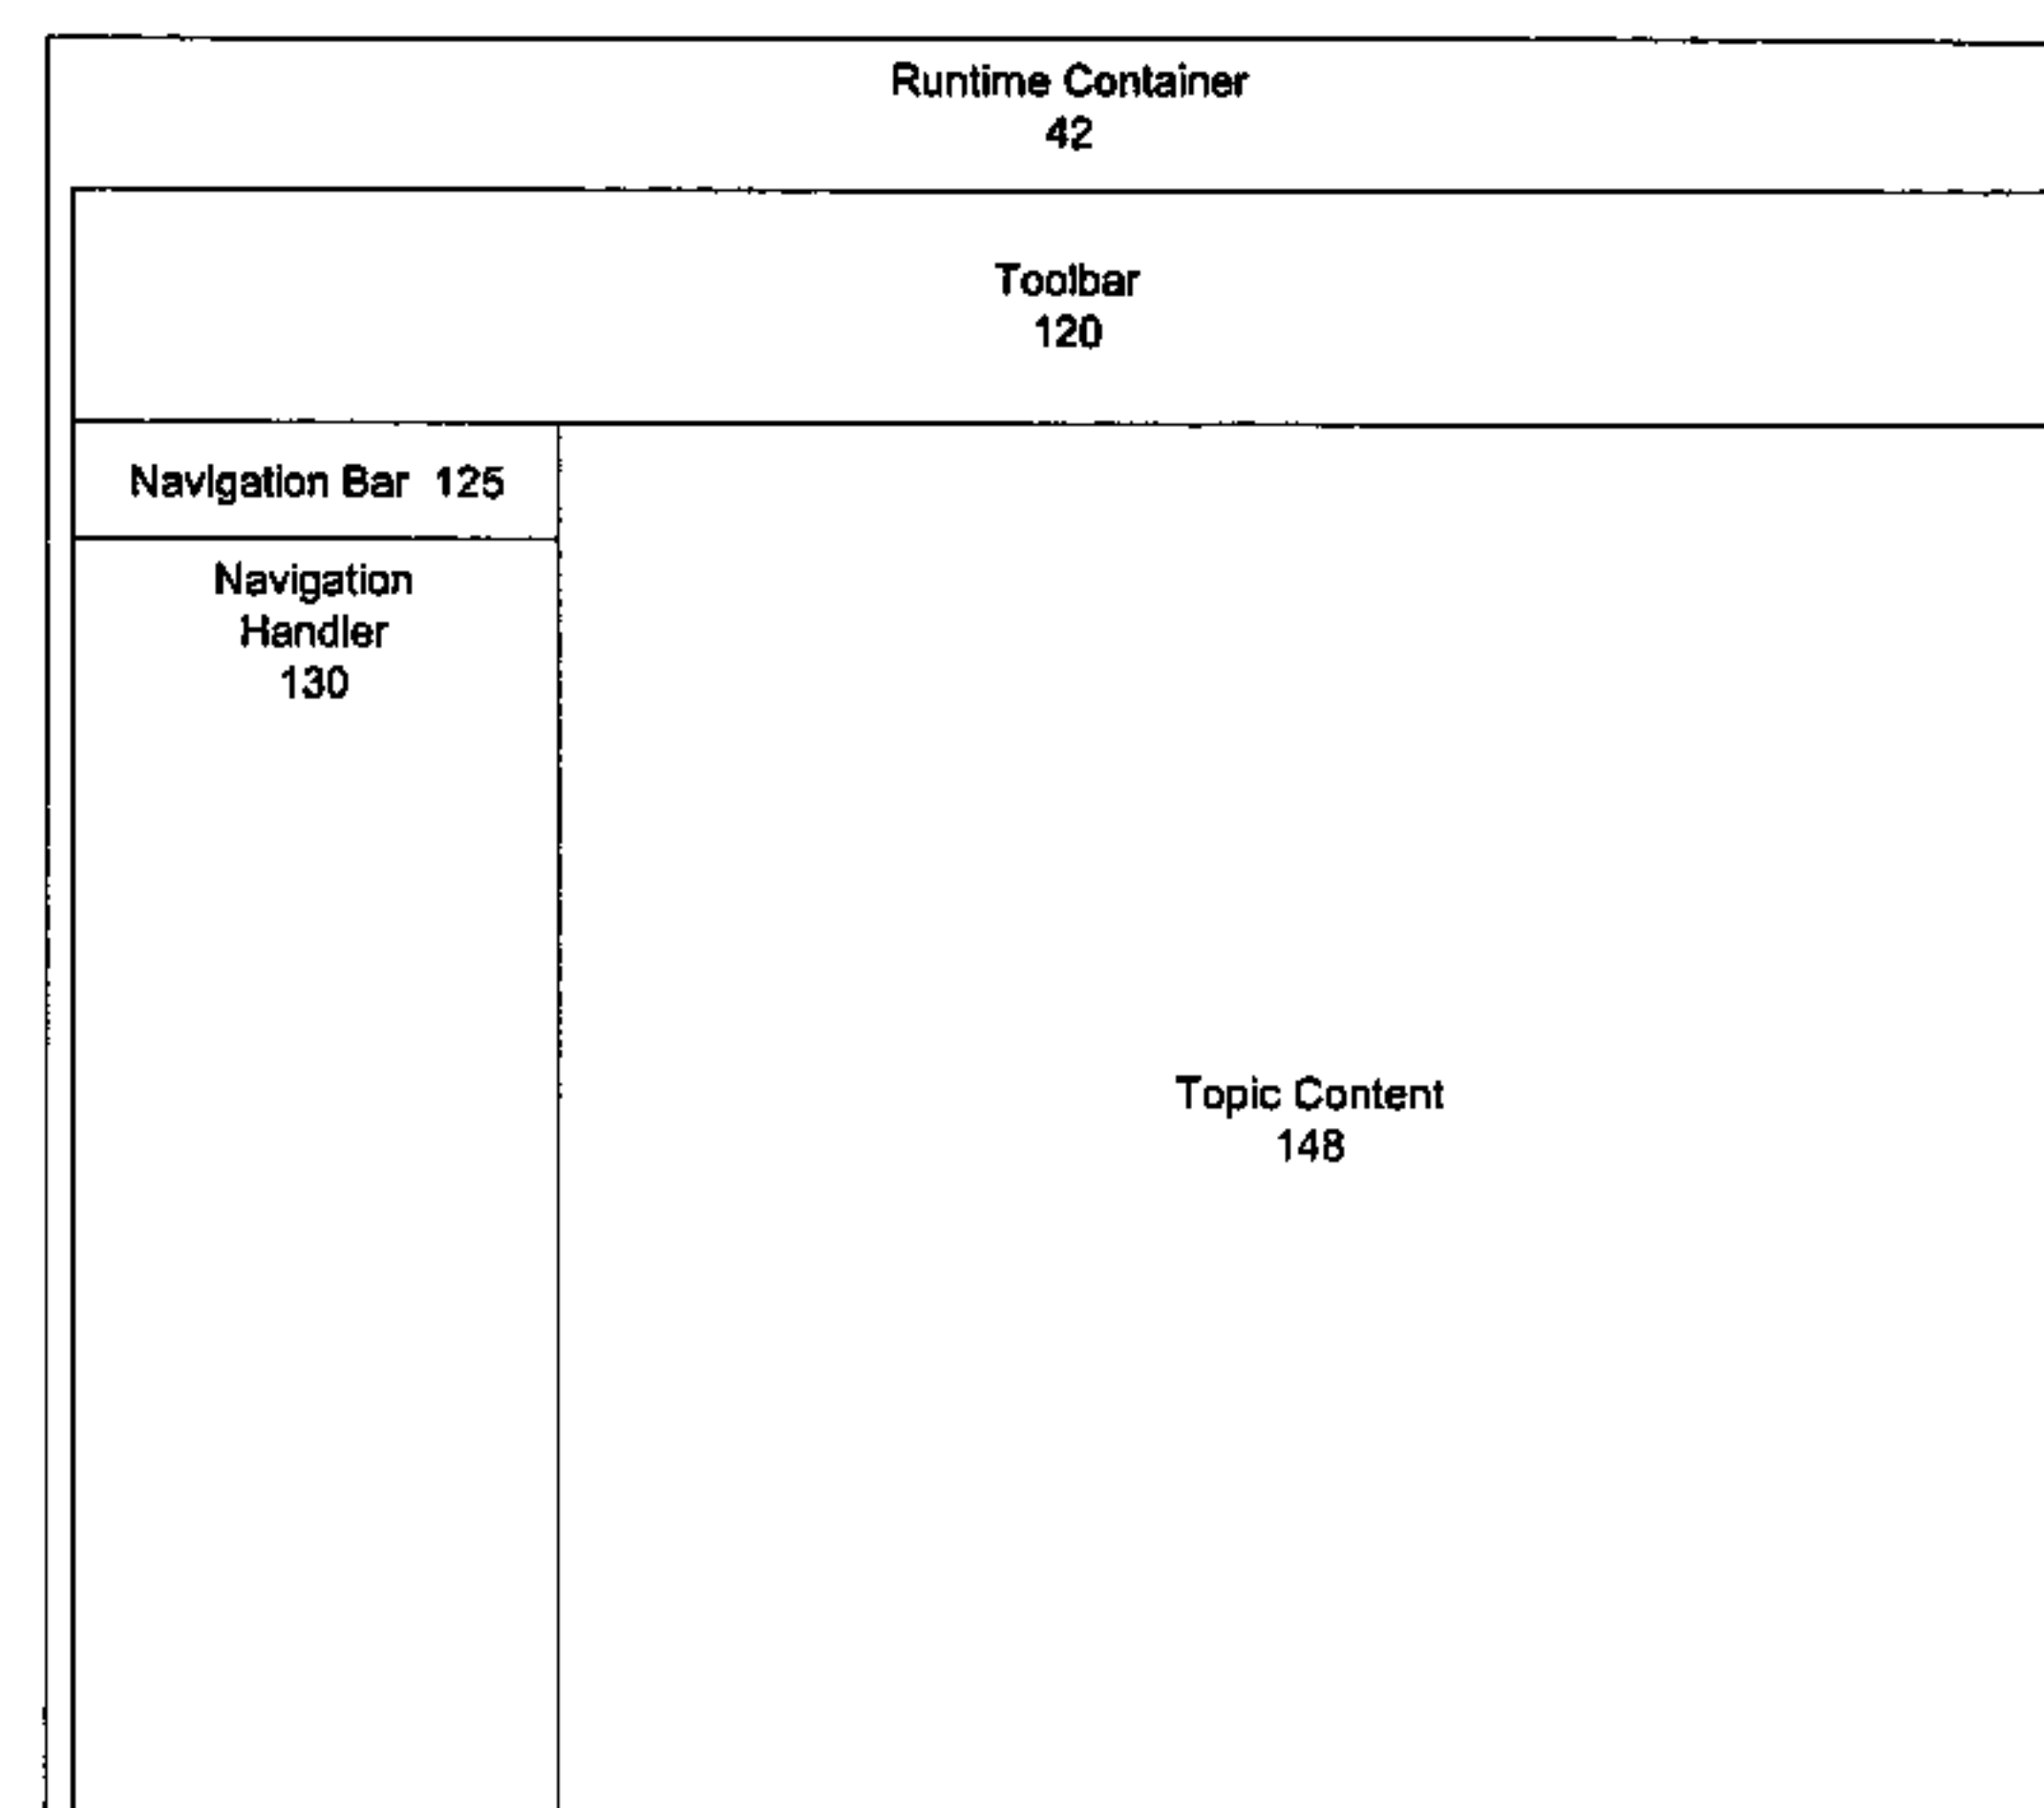 Runtime Container
42
Toolbar
120
Navigation Bar 125
Navigation
Handler
130
Topic Content
148